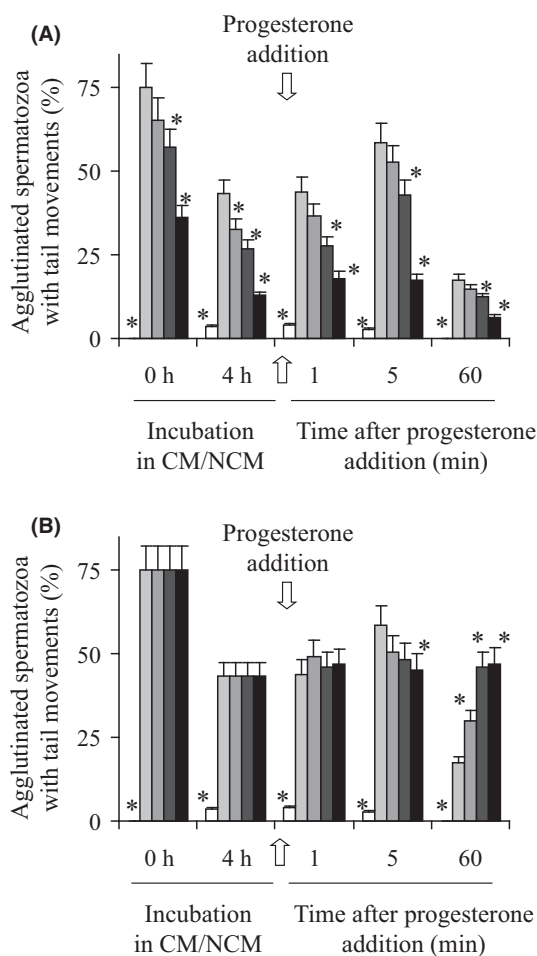 (A)
Progesterone
addition
Agglutinated spermatozoa
with tail movements (%)
75
50
25
0
* * * * * * * * * * * * * * *
0 h 4 h 1 5 60
Incubation
in CM/NCM
Time after progesterone
addition (min)
(B)
Progesterone
addition
Agglutinated spermatozoa
with tail movements (%)
75
50
25
0
* * * * * * * *
0 h 4 h 1 5 60
Incubation
in CM/NCM
Time after progesterone
addition (min)